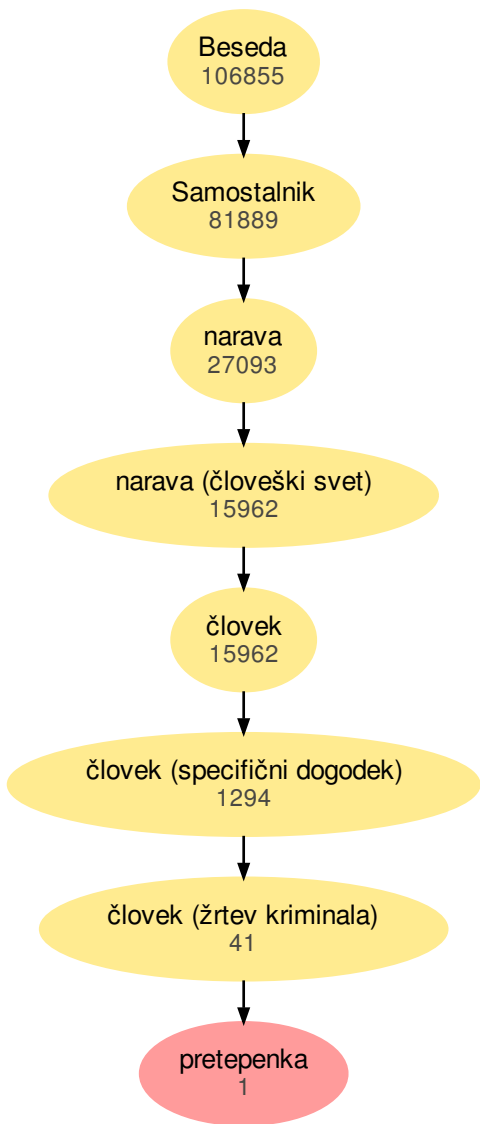 Beseda
106855
Samostalnik
81889
narava
27093
narava (človeški svet)
15962
človek
15962
človek (specifični dogodek)
1294
človek (žrtev kriminala)
41
pretepenka
1